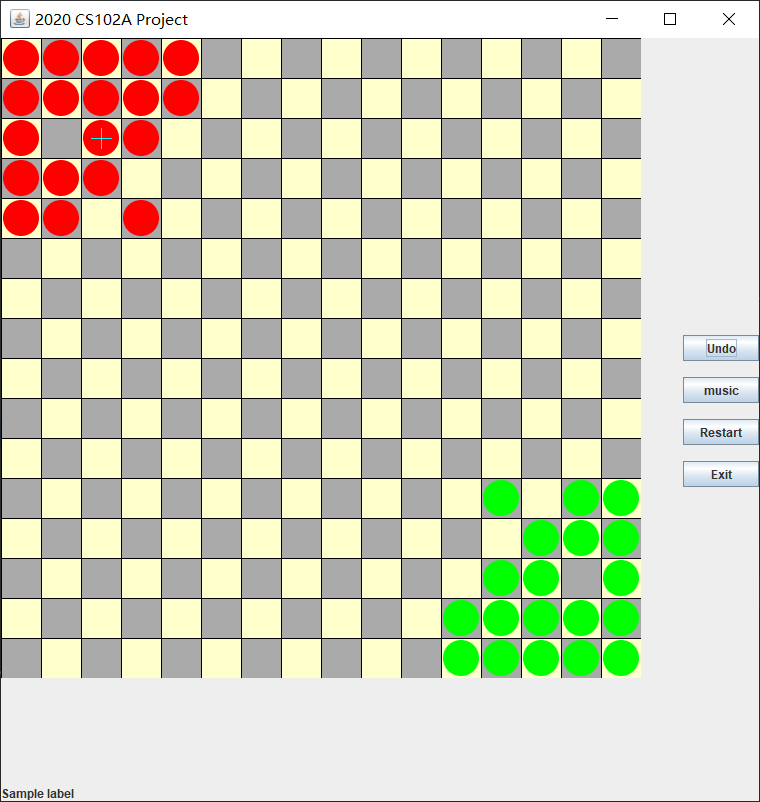 2020 CS102A Project
Undo
music
Restart
Exit
Sample label